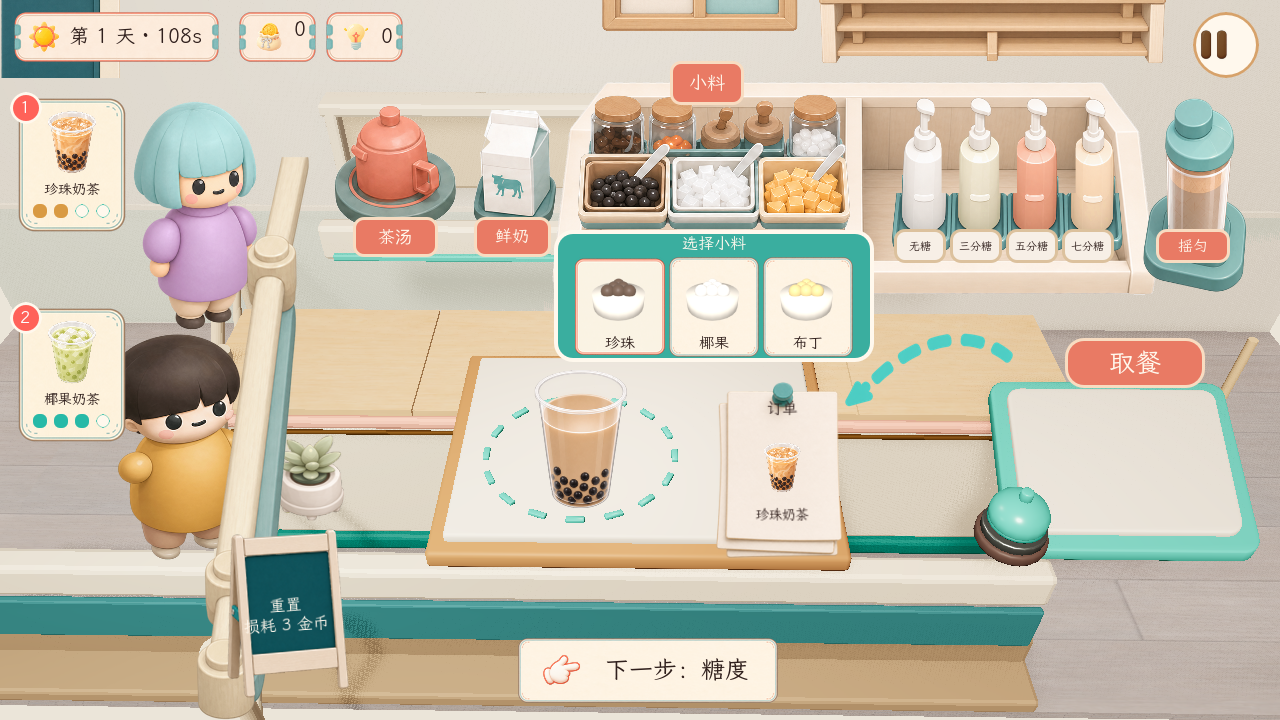 第 1 天·108s
0
0
小料
1
珍珠奶茶
2
椰果奶茶
茶汤
鲜奶
无糖
三分糖
五分糖
七分糖
摇匀
选择小料
珍珠
椰果
布丁
取餐
订单
珍珠奶茶
重置
损耗 3 金币
下一步：糖度